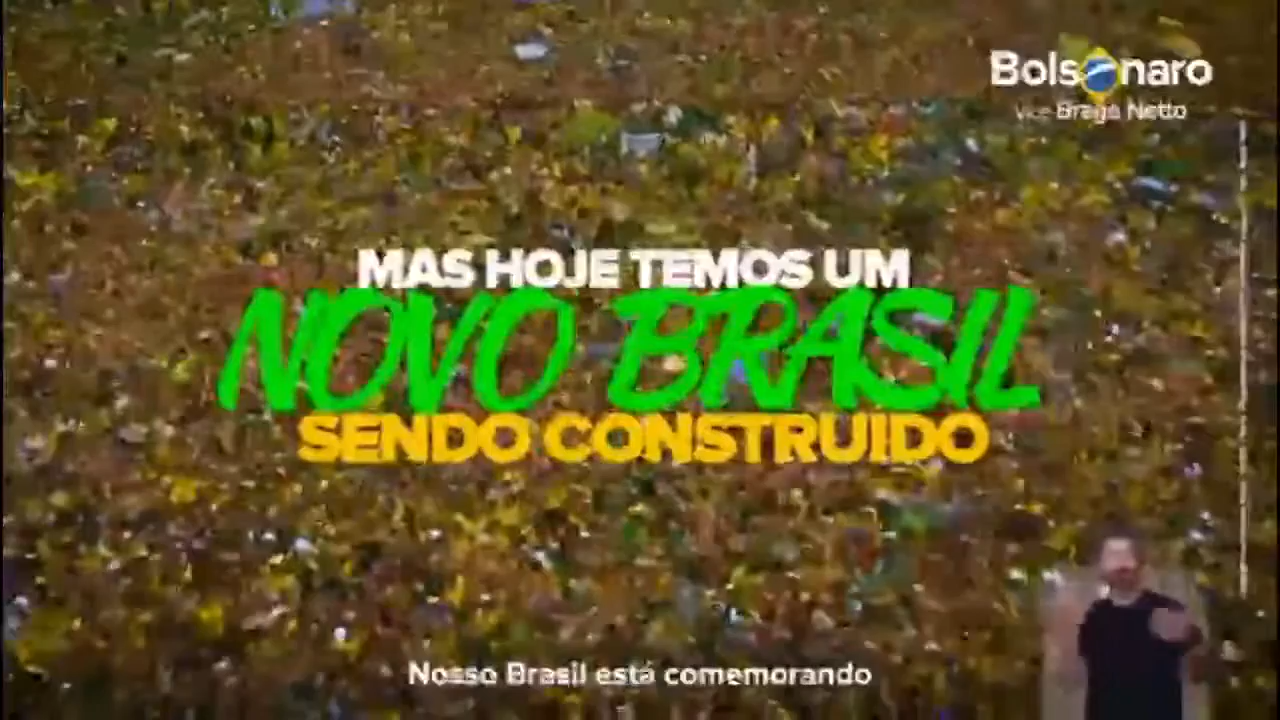 Bolsonaro
vice Braga Netto
MAS HOJE TEMOS UM
NOVO BRASIL
SENDO CONSTRUIDO
Nosso Brasil está comemorando